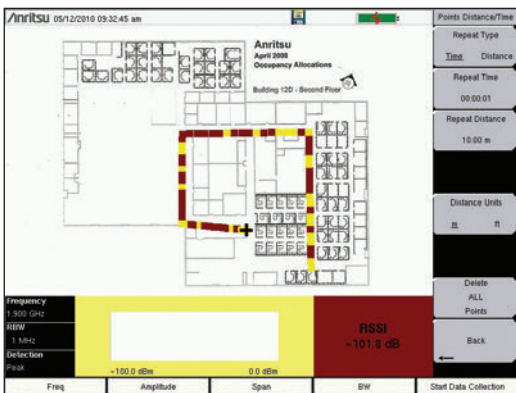 Anritsu 05/12/2010 09:32:45 am
Points Distance/Time
Repeat Type
Time Distance
Repeat Time
00:00:01
Repeat Distance
10.00 m
Distance Units
m ft
Delete
ALL
Points
Back
Anritsu
April 2008
Occupancy Allocations
Building 12D - Second Floor
Frequency
1.900 GHz
RBW
1 MHz
Detection
Peak
-100.0 dBm 0.0 dBm
RSSI
-101.8 dB
Freq Amplitude Span BW Start Data Collection